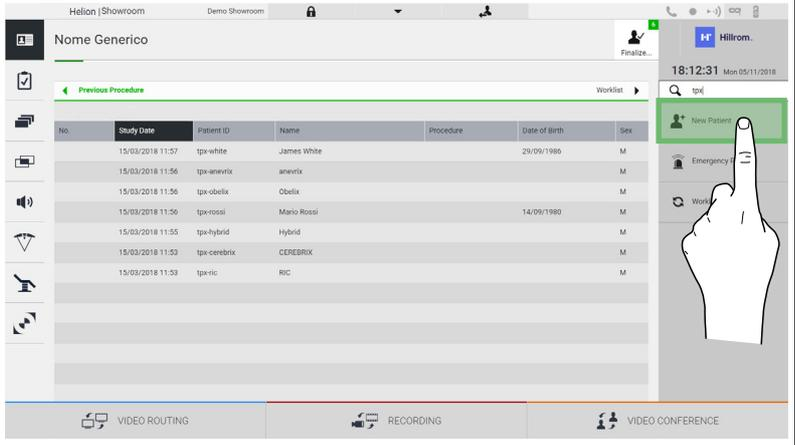 Helion | Showroom
Demo Showroom
Nome Generico
6
Finalize...
H Hillrom.
18:12:31 Mon 05/11/2018
Previous Procedure
Worklist
tpx
New Patient
Emergency
No. Study Date Patient ID Name Procedure Date of Birth Sex
15/03/2018 11:57 tpx-white James White 29/09/1986 M
15/03/2018 11:56 tpx-anevrix anevrix M
15/03/2018 11:56 tpx-obelix Obelix M
15/03/2018 11:56 tpx-rossi Mario Rossi 14/09/1980 M
15/03/2018 11:55 tpx-hybrid Hybrid M
15/03/2018 11:53 tpx-cerebrix CEREBRIX M
15/03/2018 11:53 tpx-ric RIC M
VIDEO ROUTING
RECORDING
VIDEO CONFERENCE